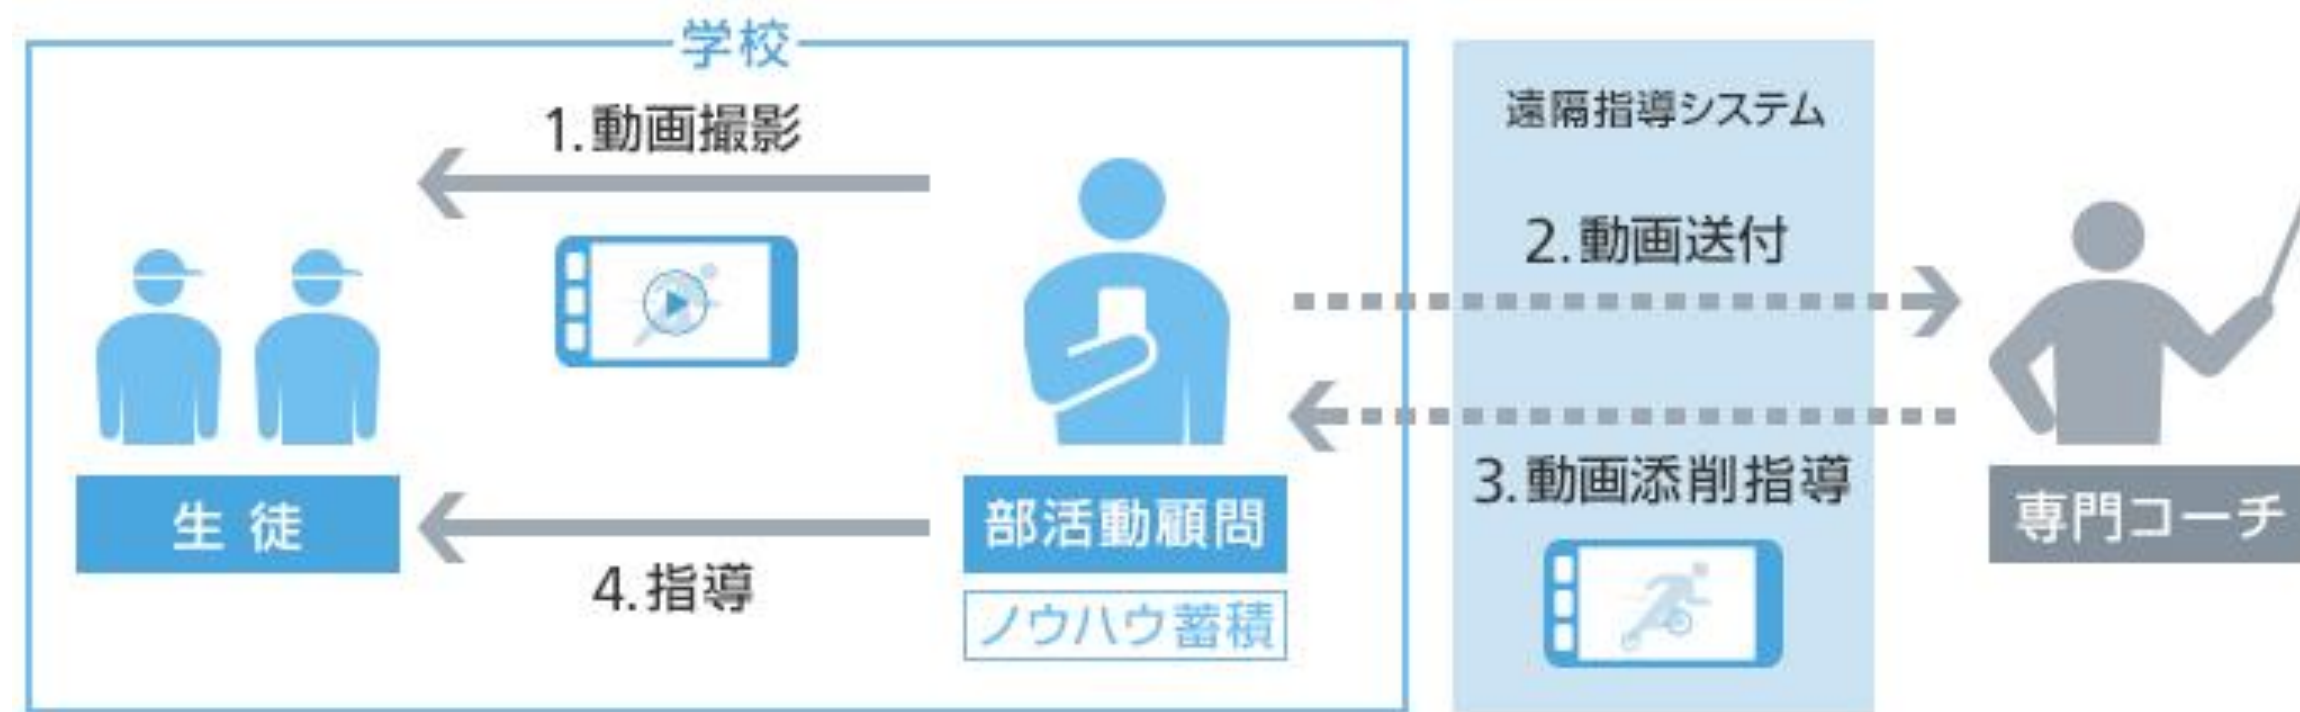 学校
1.動画撮影
生徒
4.指導
部活動顧問
ノウハウ蓄積
遠隔指導システム
2.動画送付
3.動画添削指導
専門コーチ